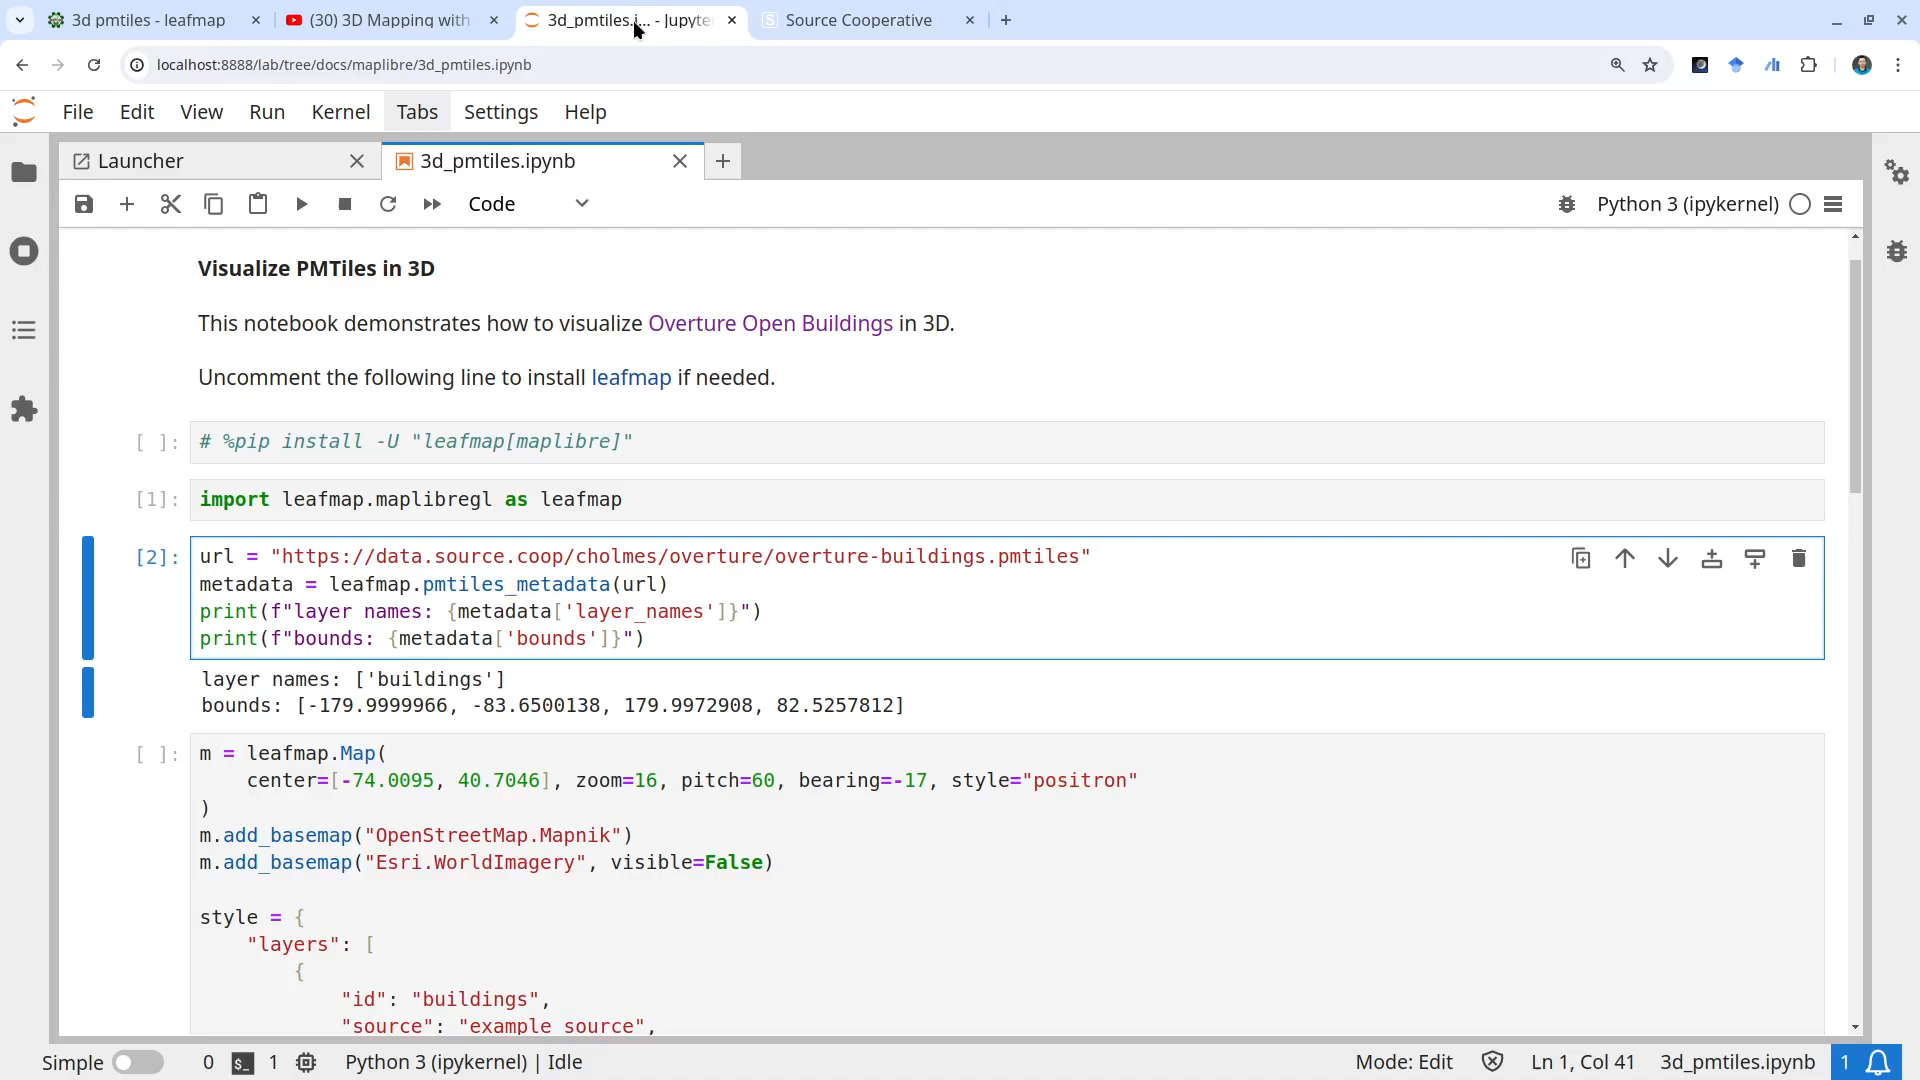 3d pmtiles - leafmap
(30) 3D Mapping with
3d_pmtiles.i... - Jupyte
Source Cooperative
localhost:8888/lab/tree/docs/maplibre/3d_pmtiles.ipynb
File Edit View Run Kernel Tabs Settings Help
Launcher
3d_pmtiles.ipynb
Code
Python 3 (ipykernel)
Visualize PMTiles in 3D
This notebook demonstrates how to visualize Overture Open Buildings in 3D.
Uncomment the following line to install leafmap if needed.
[ ]: # %pip install -U "leafmap[maplibre]"
[1]: import leafmap.maplibregl as leafmap
[2]: url = "https://data.source.coop/cholmes/overture/overture-buildings.pmtiles"
metadata = leafmap.pmtiles_metadata(url)
print(f"layer names: {metadata['layer_names']}")
print(f"bounds: {metadata['bounds']}")
layer names: ['buildings']
bounds: [-179.9999966, -83.6500138, 179.9972908, 82.5257812]
[ ]: m = leafmap.Map(
    center=[-74.0095, 40.7046], zoom=16, pitch=60, bearing=-17, style="positron"
)
m.add_basemap("OpenStreetMap.Mapnik")
m.add_basemap("Esri.WorldImagery", visible=False)
style = {
    "layers": [
        {
            "id": "buildings",
            "source": "example_source",
Simple 0 $_ 1 Python 3 (ipykernel) | Idle Mode: Edit Ln 1, Col 41 3d_pmtiles.ipynb 1